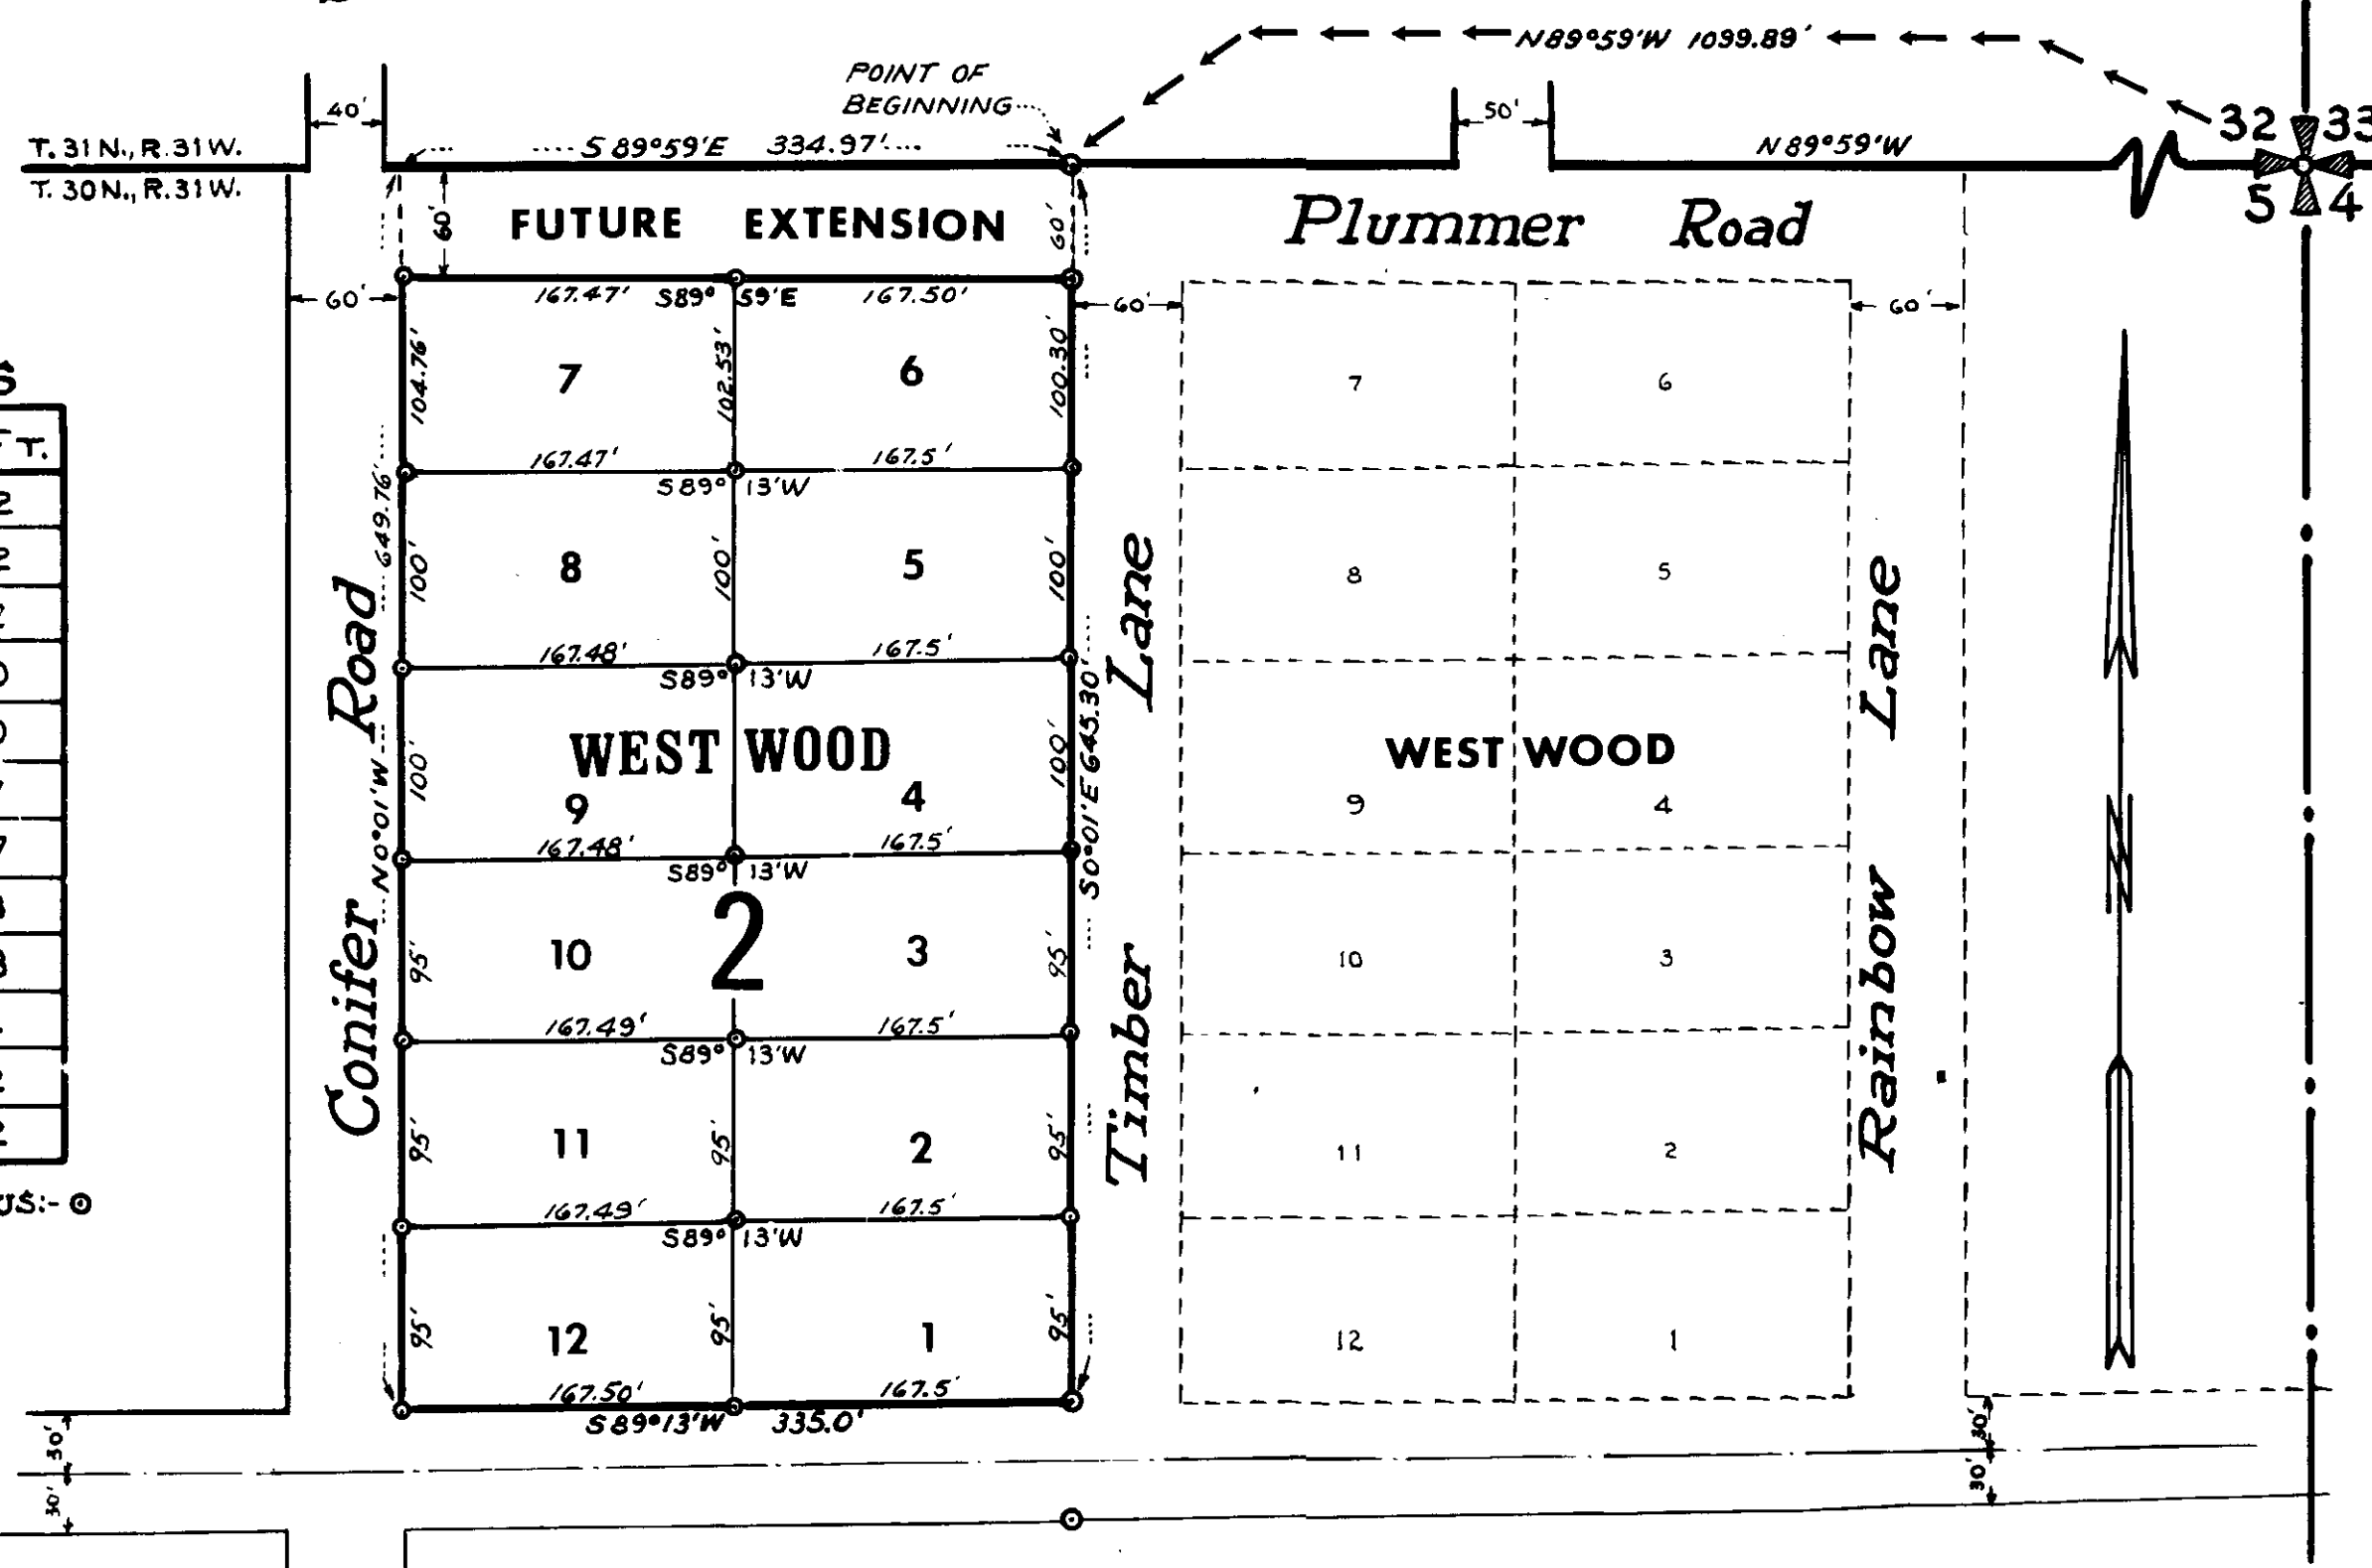 N89°59'W 1099.89'
POINT OF
BEGINNING
40'
50'
32 33
5 4
T. 31 N., R. 31 W.
T. 30 N., R. 31 W.
S 89°59'E 334.97'
N 89°59'W
60'
FUTURE EXTENSION
60'
Plummer Road
60'
167.47' S89° 59'E 167.50'
60'
60'
104.76'
7
102.53'
6
100.30'
7
6
T.
167.47'
167.5'
S89° 13'W
649.76'
100'
8
100'
5
100'
8
5
167.48'
167.5'
S89° 13'W
Conifer Road
N0°01'W
100'
WEST WOOD
9
4
100'
S0°01'E 645.30'
Timber Lane
WEST WOOD
9
4
Rainbow Lane
N
167.48'
167.5'
S89° 13'W
2
95'
10
3
95'
10
3
167.49'
167.5'
S89° 13'W
95'
11
95'
2
95'
11
2
US:-
167.49'
167.5'
S89° 13'W
95'
12
95'
1
95'
12
1
167.50'
167.5'
S89°13'W 335.0'
30'
30'
30'
30'